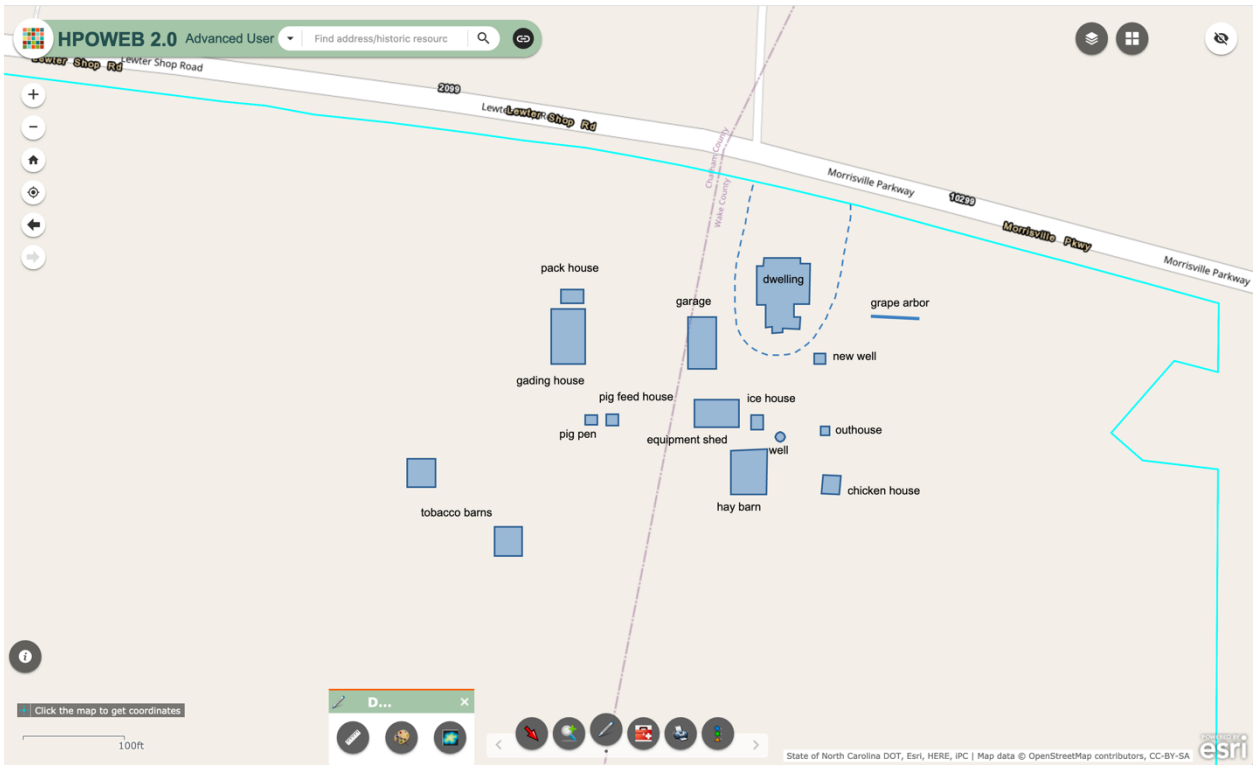 HPOWEB 2.0 Advanced User Find address/historic resourc
Lewter Shop Rd Lewter Shop Road
2099
Lewter Shop Rd
Chatham County
Wake County
Morrisville Parkway
10299
Morrisville Pkwy
Morrisville Parkway
pack house
dwelling
garage
grape arbor
new well
gading house
pig feed house
ice house
pig pen
equipment shed
outhouse
well
chicken house
hay barn
tobacco barns
Click the map to get coordinates
100ft
D...
State of North Carolina DOT, Esri, HERE, iPC | Map data © OpenStreetMap contributors, CC-BY-SA
POWERED BY
esri